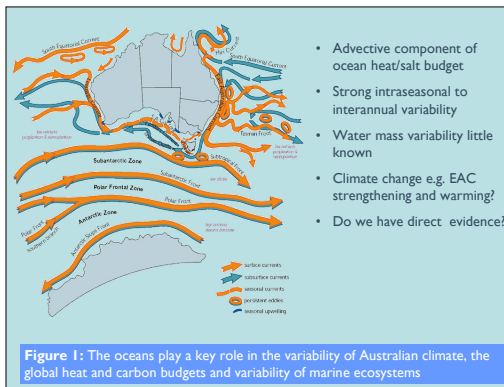 South Equatorial Current
Hiri Current
South Equatorial Current
Tasman Front
Subtropical Front
Subantarctic Zone
Subantarctic Front
Polar Frontal Zone
Polar Front
Polar Front
southern branch
Antarctic Zone
Antarctic Slope Front
surface currents
subsurface currents
seasonal currents
persistent eddies
seasonal upwelling
• Advective component of
ocean heat/salt budget
• Strong intraseasonal to
interannual variability
• Water mass variability little
known
• Climate change e.g. EAC
strengthening and warming?
• Do we have direct evidence?
Figure 1: The oceans play a key role in the variability of Australian climate, the
global heat and carbon budgets and variability of marine ecosystems